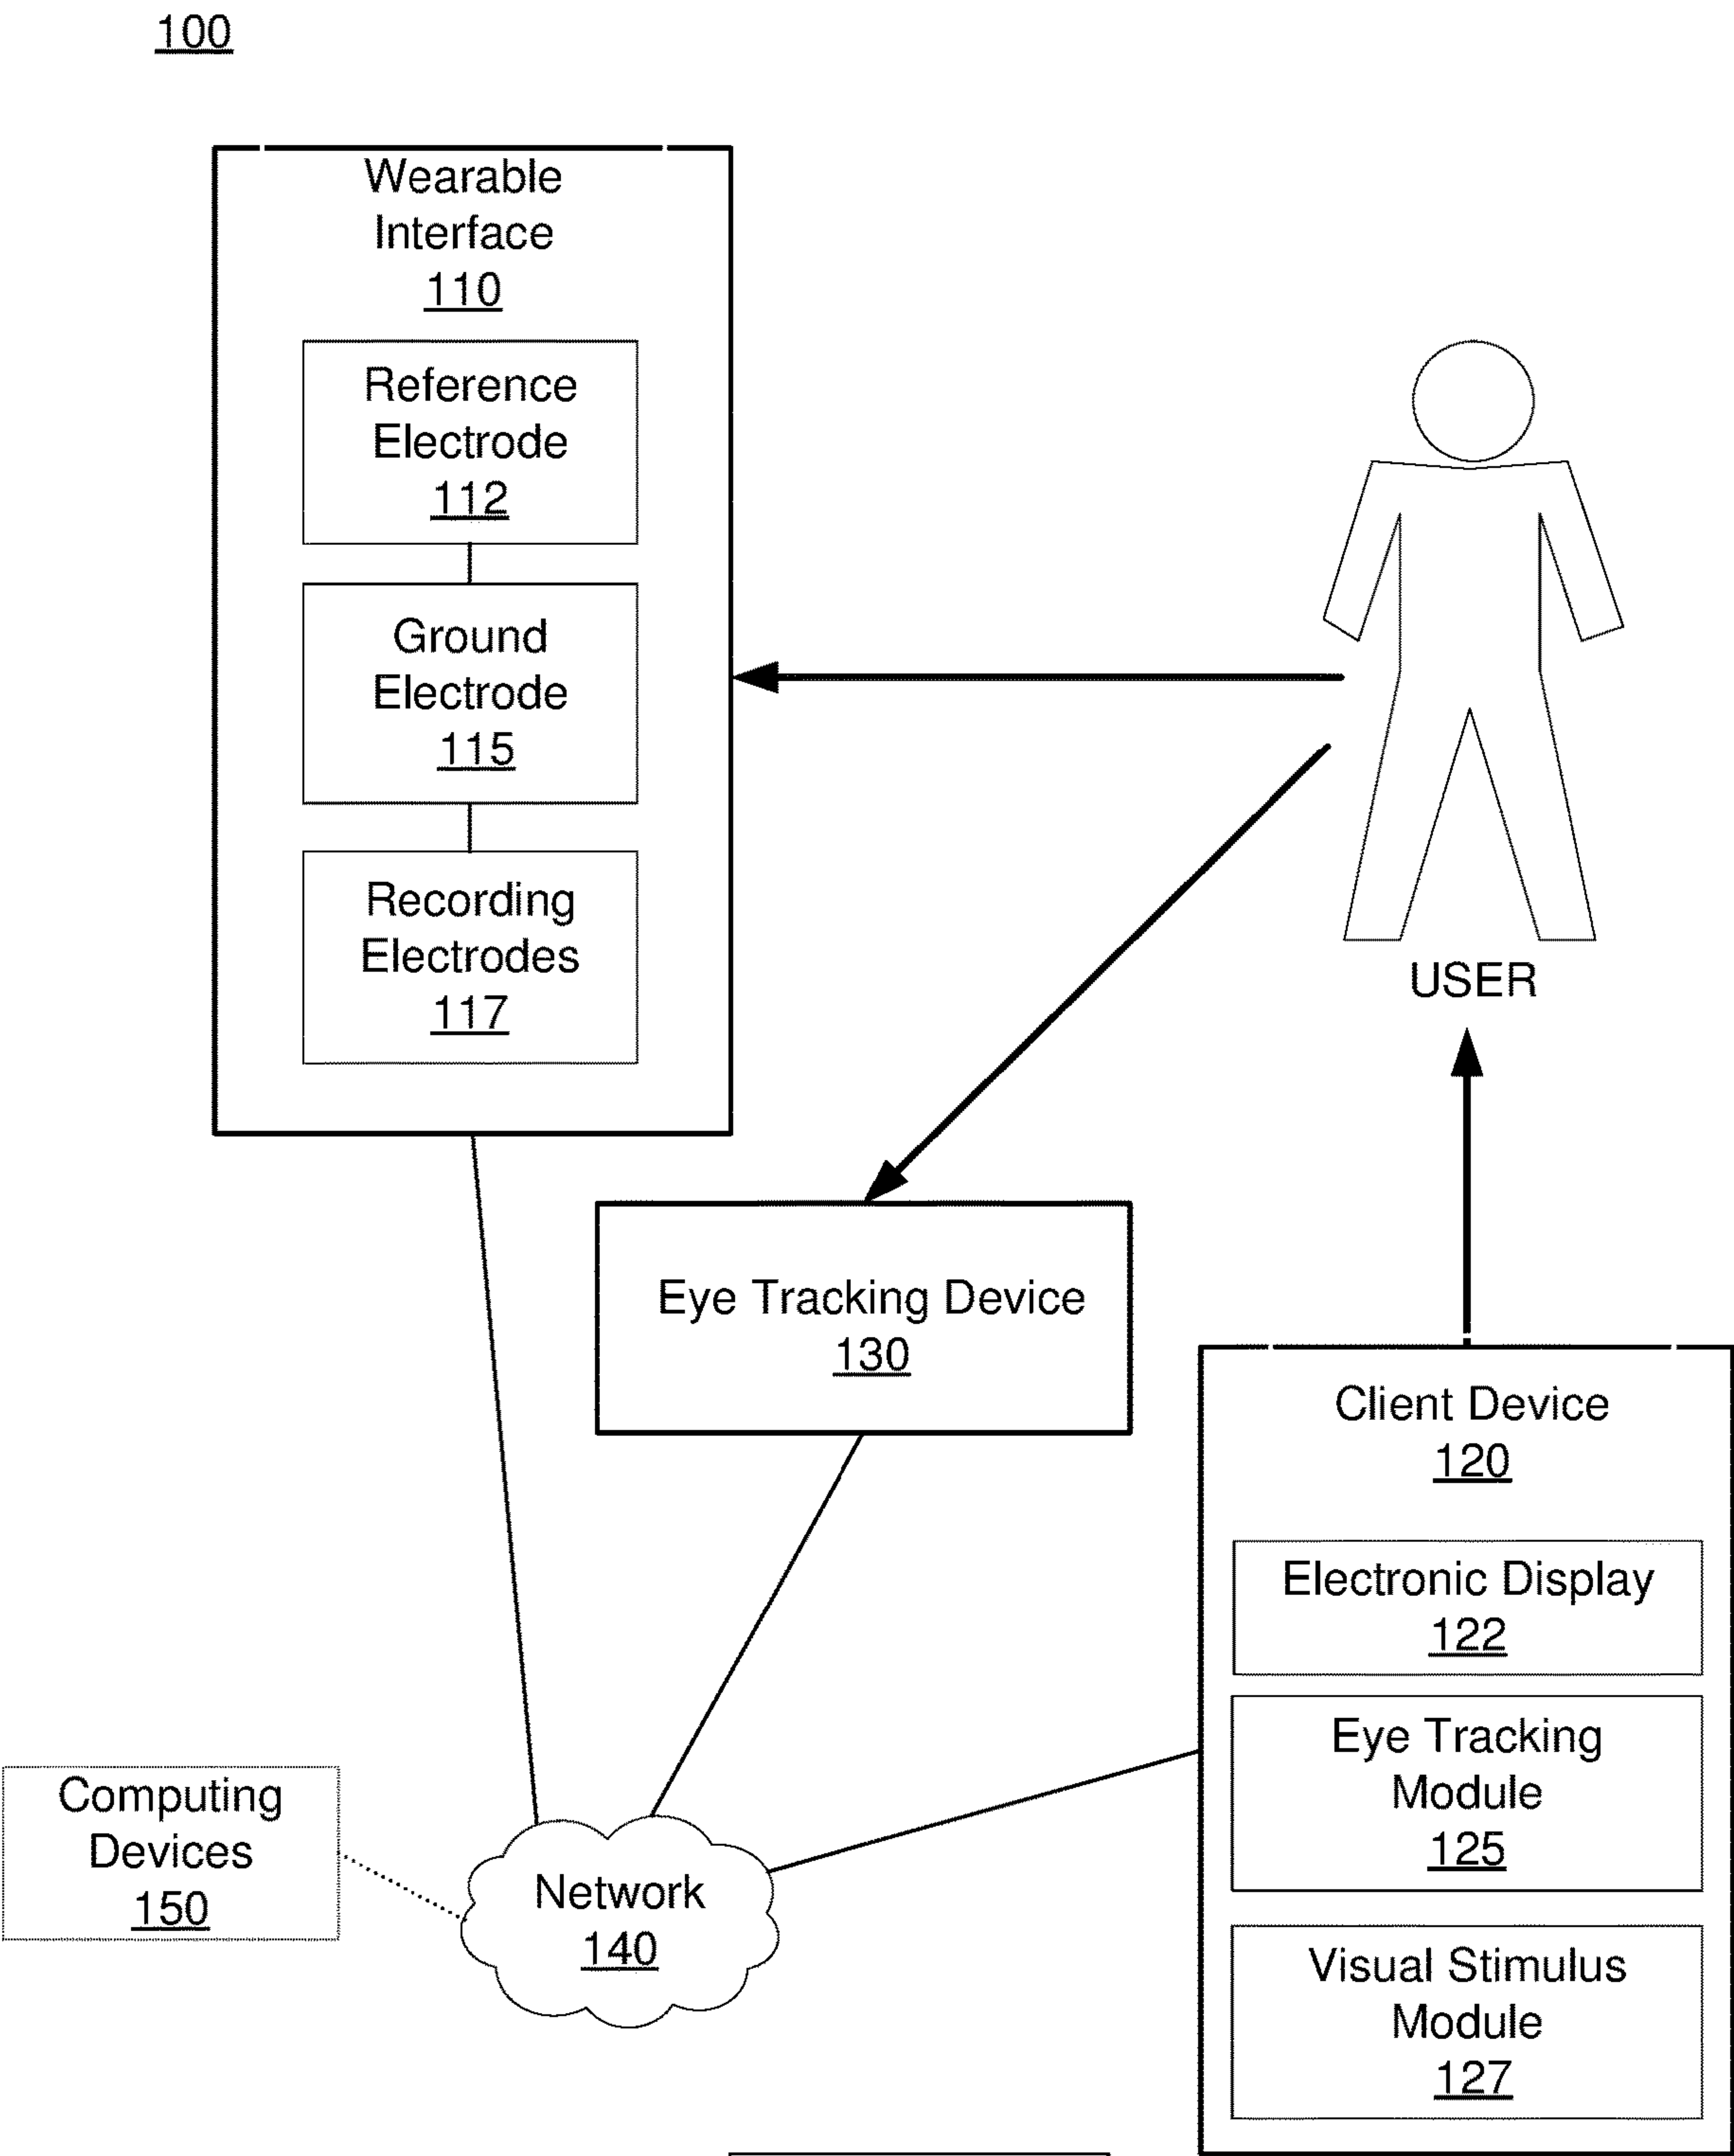 100
Wearable
Interface
110
Reference
Electrode
112
Ground
Electrode
115
Recording
Electrodes
117
USER
Eye Tracking Device
130
Client Device
120
Electronic Display
122
Eye Tracking
Module
125
Visual Stimulus
Module
127
Computing
Devices
150
Network
140